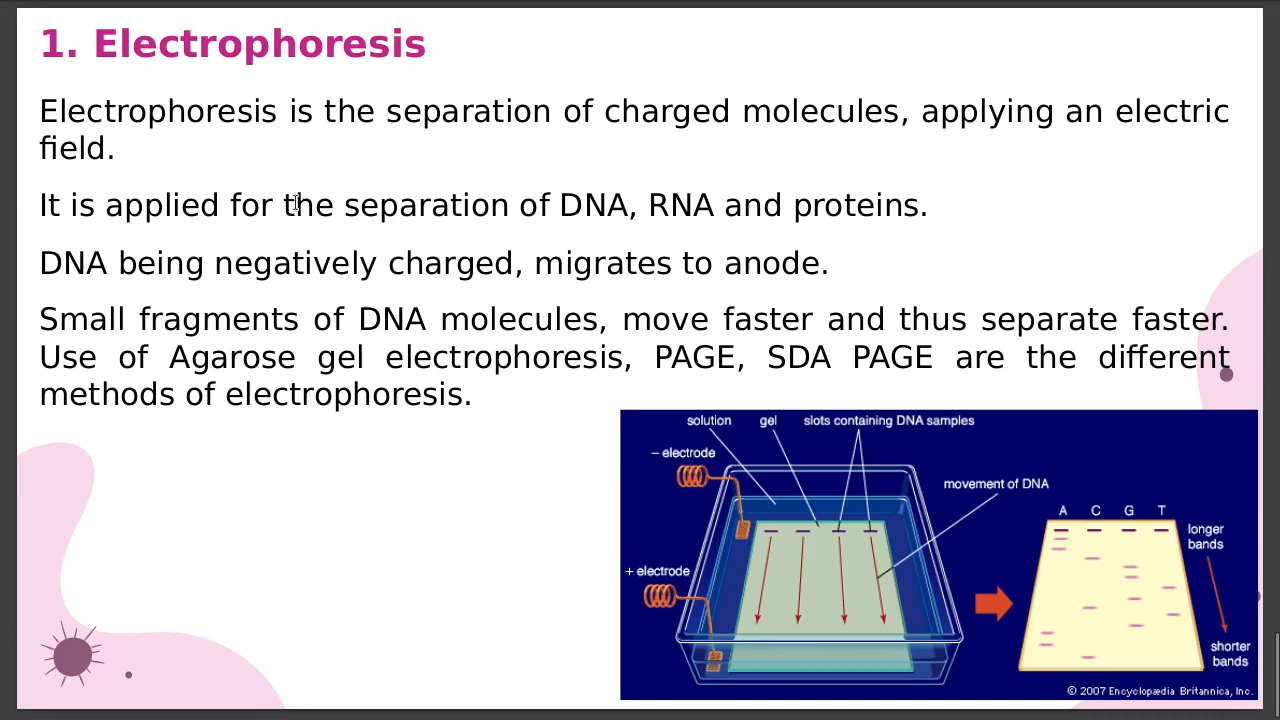 1. Electrophoresis
Electrophoresis is the separation of charged molecules, applying an electric
field.
It is applied for the separation of DNA, RNA and proteins.
DNA being negatively charged, migrates to anode.
Small fragments of DNA molecules, move faster and thus separate faster.
Use of Agarose gel electrophoresis, PAGE, SDA PAGE are the different
methods of electrophoresis.
solution gel slots containing DNA samples
− electrode
movement of DNA
A C G T
longer
bands
+ electrode
shorter
bands
© 2007 Encyclopædia Britannica, Inc.